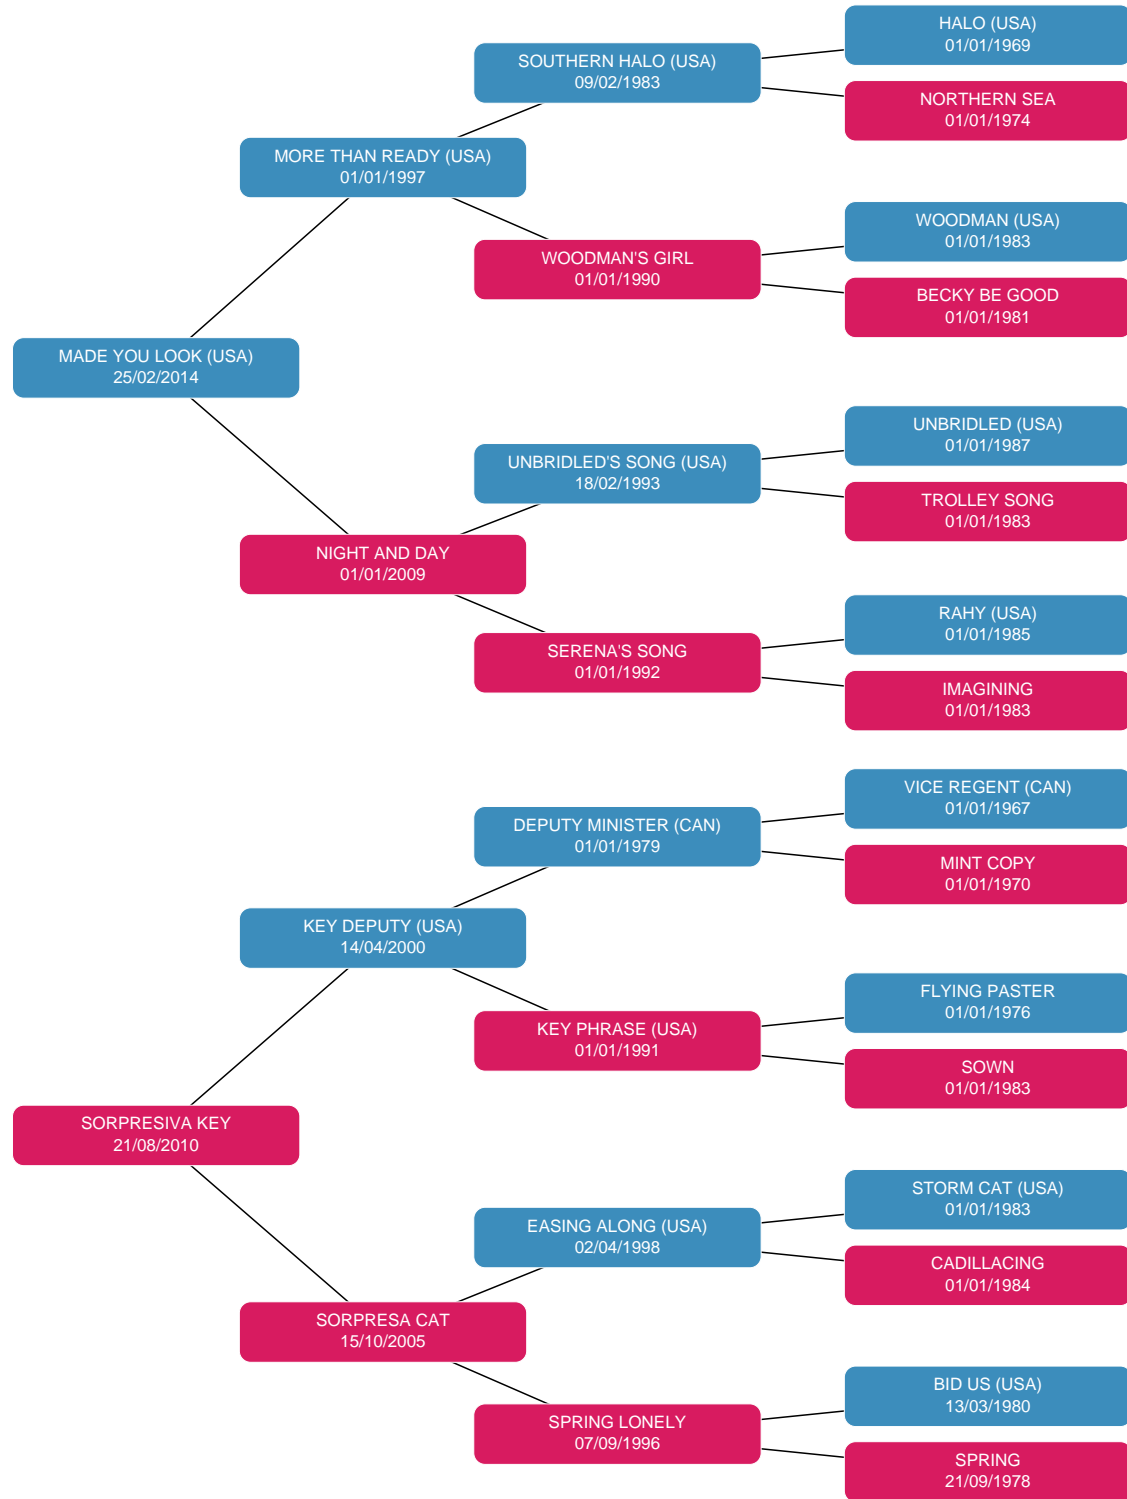 HALO (USA)
01/01/1969
SOUTHERN HALO (USA)
09/02/1983
NORTHERN SEA
01/01/1974
MORE THAN READY (USA)
01/01/1997
WOODMAN (USA)
01/01/1983
WOODMAN'S GIRL
01/01/1990
BECKY BE GOOD
01/01/1981
MADE YOU LOOK (USA)
25/02/2014
UNBRIDLED (USA)
01/01/1987
UNBRIDLED'S SONG (USA)
18/02/1993
TROLLEY SONG
01/01/1983
NIGHT AND DAY
01/01/2009
RAHY (USA)
01/01/1985
SERENA'S SONG
01/01/1992
IMAGINING
01/01/1983
VICE REGENT (CAN)
01/01/1967
DEPUTY MINISTER (CAN)
01/01/1979
MINT COPY
01/01/1970
KEY DEPUTY (USA)
14/04/2000
FLYING PASTER
01/01/1976
KEY PHRASE (USA)
01/01/1991
SOWN
01/01/1983
SORPRESIVA KEY
21/08/2010
STORM CAT (USA)
01/01/1983
EASING ALONG (USA)
02/04/1998
CADILLACING
01/01/1984
SORPRESA CAT
15/10/2005
BID US (USA)
13/03/1980
SPRING LONELY
07/09/1996
SPRING
21/09/1978